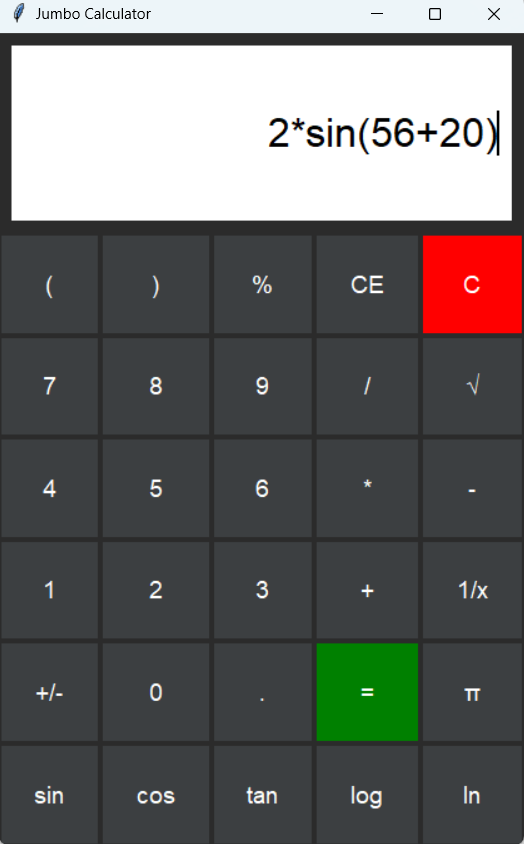 Jumbo Calculator
2*sin(56+20)
( ) % CE C
7 8 9 / √
4 5 6 * -
1 2 3 + 1/x
+/- 0 . = π
sin cos tan log ln